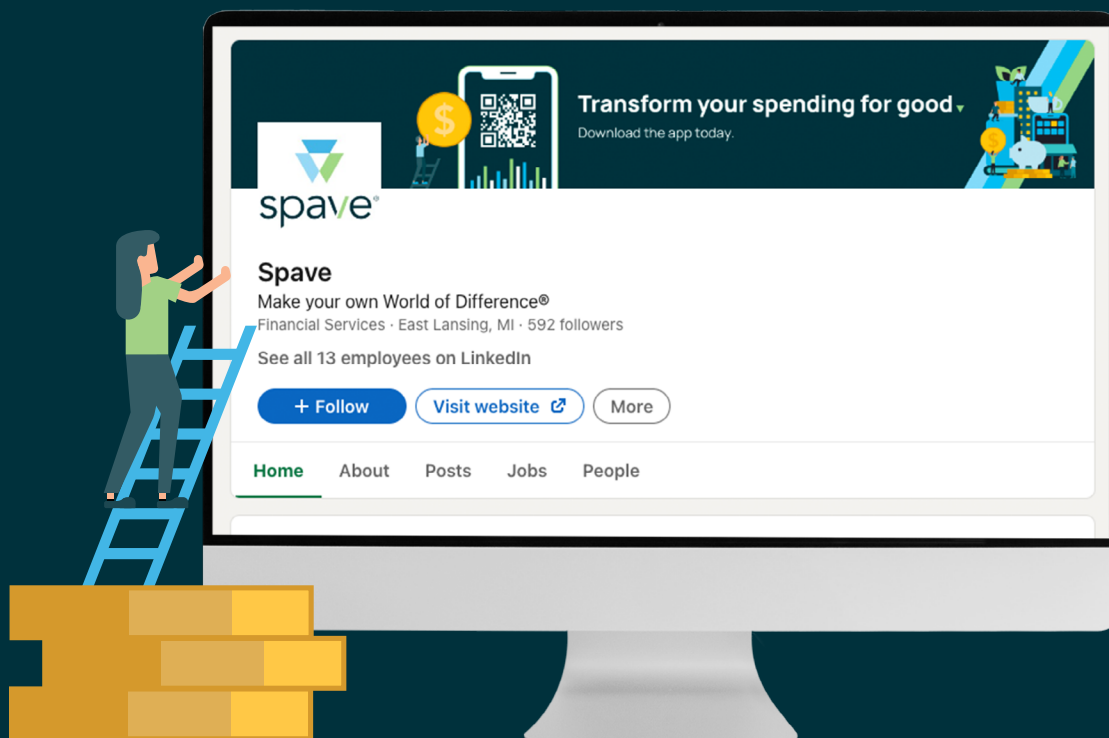 Transform your spending for good
Download the app today.
$
spave®
Spave
Make your own World of Difference®
Financial Services · East Lansing, MI · 592 followers
See all 13 employees on LinkedIn
+ Follow
Visit website
More
Home
About
Posts
Jobs
People
$